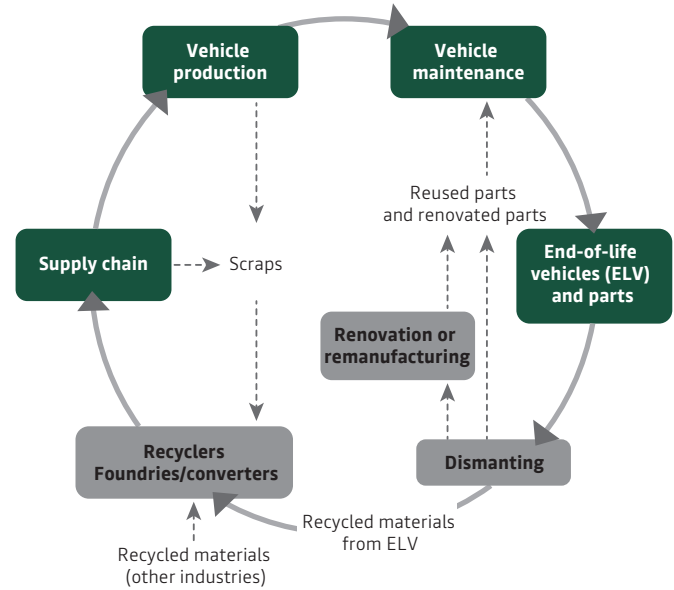 Vehicle
production
Vehicle
maintenance
Reused parts
and renovated parts
Supply chain
Scraps
End-of-life
vehicles (ELV)
and parts
Renovation or
remanufacturing
Recyclers
Foundries/converters
Dismanting
Recycled materials
from ELV
Recycled materials
(other industries)